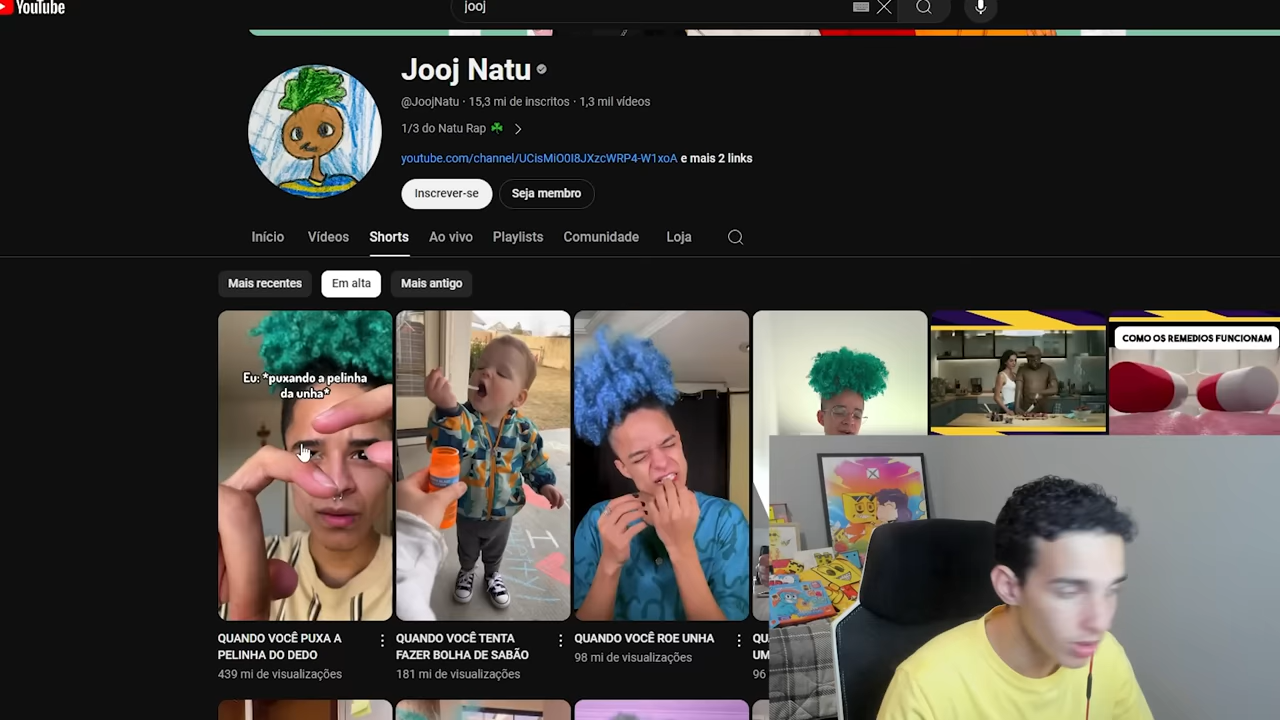 YouTube
jooj
Jooj Natu
@JoojNatu · 15,3 mi de inscritos · 1,3 mil vídeos
1/3 do Natu Rap ☘
youtube.com/channel/UCisMiO0I8JXzcWRP4-W1xoA e mais 2 links
Inscrever-se
Seja membro
Início
Vídeos
Shorts
Ao vivo
Playlists
Comunidade
Loja
Mais recentes
Em alta
Mais antigo
Eu: *puxando a pelinha
da unha*
COMO OS REMEDIOS FUNCIONAM
QUANDO VOCÊ PUXA A
PELINHA DO DEDO
439 mi de visualizações
QUANDO VOCÊ TENTA
FAZER BOLHA DE SABÃO
181 mi de visualizações
QUANDO VOCÊ ROE UNHA
98 mi de visualizações
96